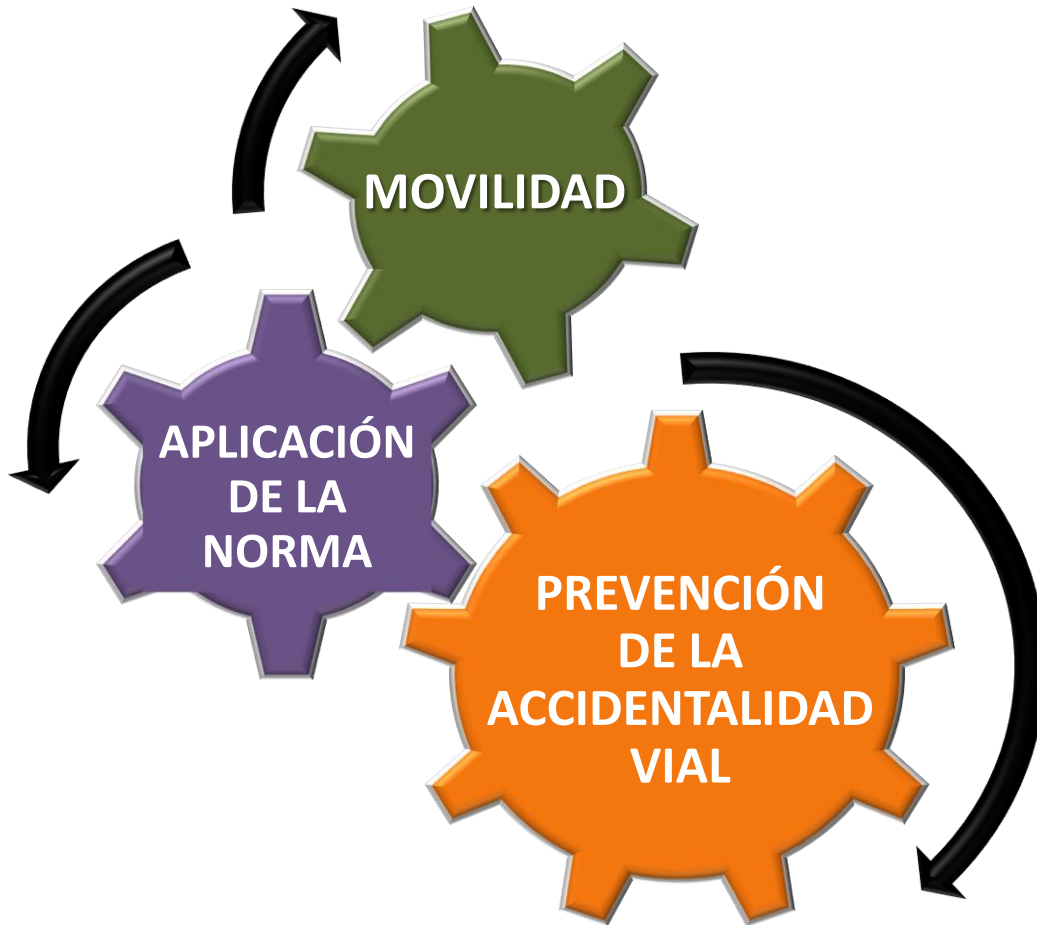 MOVILIDAD
APLICACIÓN
DE LA
NORMA
PREVENCIÓN
DE LA
ACCIDENTALIDAD
VIAL